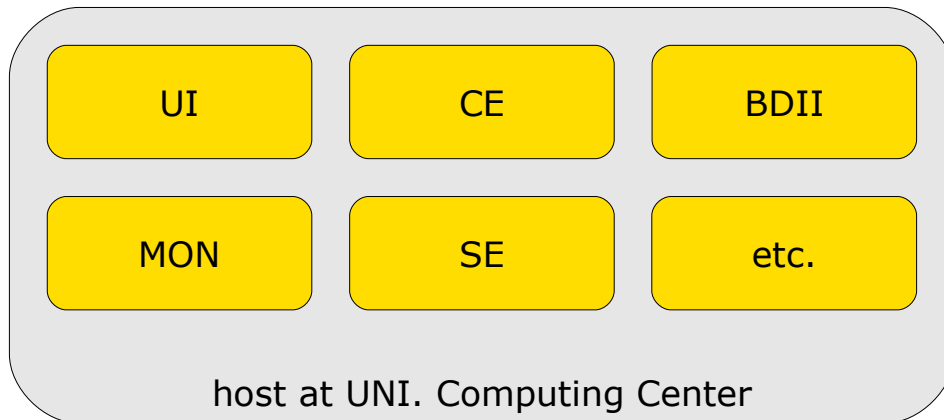 UI
CE
BDII
MON
SE
etc.
host at UNI. Computing Center